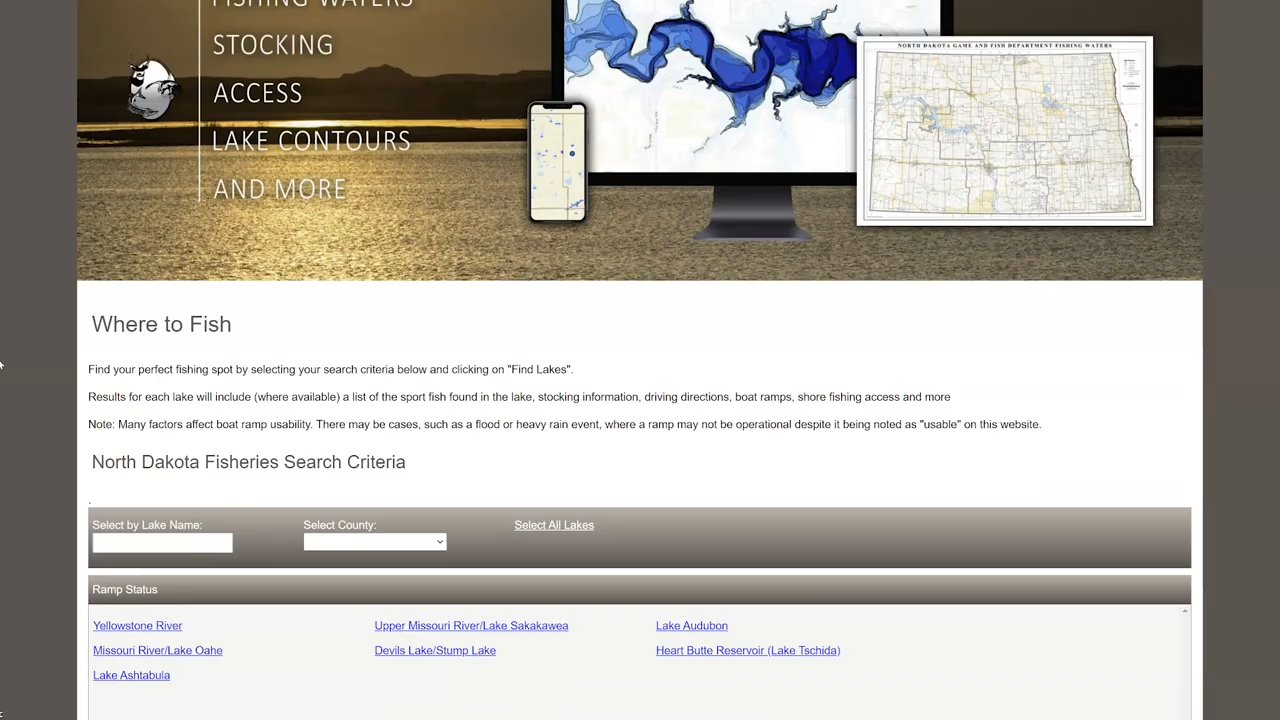 FISHING WATERS
STOCKING
ACCESS
LAKE CONTOURS
AND MORE
NORTH DAKOTA GAME AND FISH DEPARTMENT FISHING WATERS
Where to Fish
Find your perfect fishing spot by selecting your search criteria below and clicking on "Find Lakes".
Results for each lake will include (where available) a list of the sport fish found in the lake, stocking information, driving directions, boat ramps, shore fishing access and more
Note: Many factors affect boat ramp usability. There may be cases, such as a flood or heavy rain event, where a ramp may not be operational despite it being noted as "usable" on this website.
North Dakota Fisheries Search Criteria
.
Select by Lake Name: Select County: Select All Lakes
Ramp Status
Yellowstone River Upper Missouri River/Lake Sakakawea Lake Audubon
Missouri River/Lake Oahe Devils Lake/Stump Lake Heart Butte Reservoir (Lake Tschida)
Lake Ashtabula